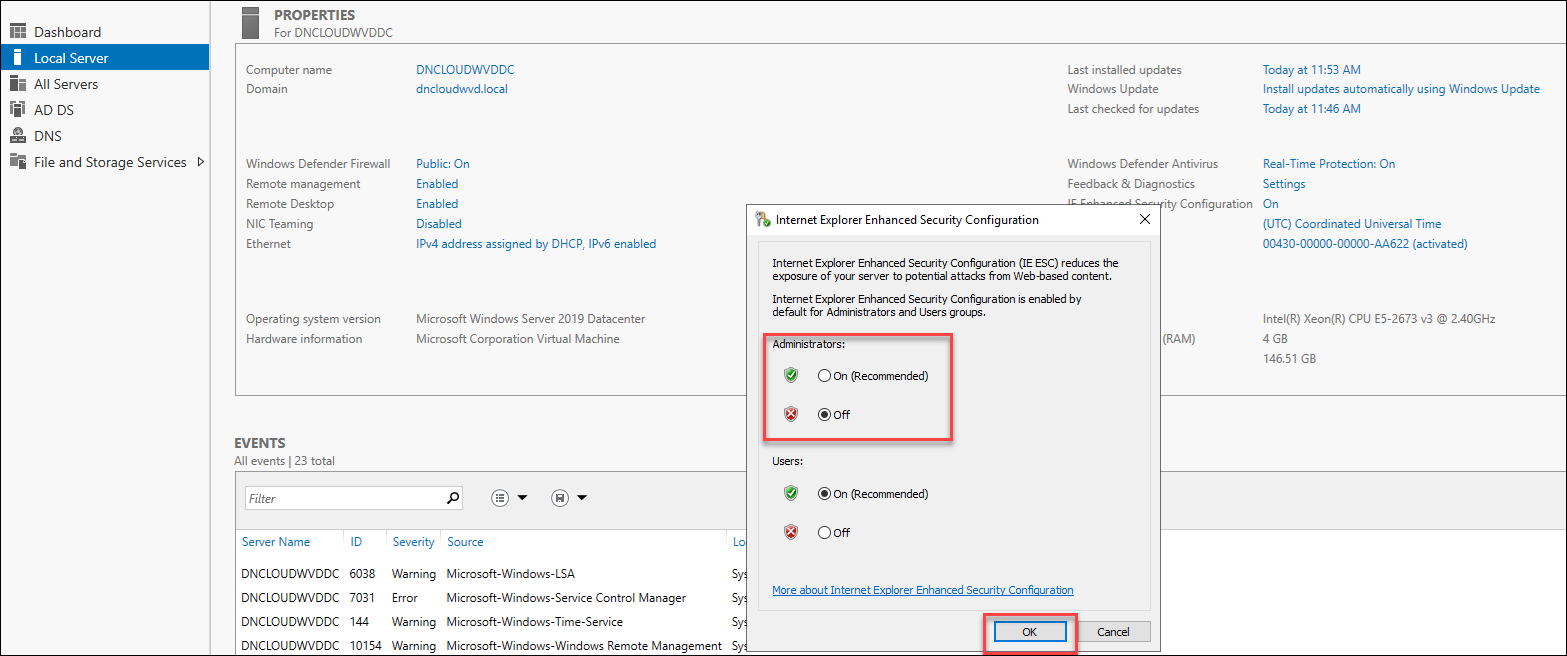 Dashboard
Local Server
All Servers
AD DS
DNS
File and Storage Services
PROPERTIES
For DNCLOUDWVDDC
Computer name DNCLOUDWVDDC
Domain dncloudwvd.local
Last installed updates Today at 11:53 AM
Windows Update Install updates automatically using Windows Update
Last checked for updates Today at 11:46 AM
Windows Defender Firewall Public: On
Remote management Enabled
Remote Desktop Enabled
NIC Teaming Disabled
Ethernet IPv4 address assigned by DHCP, IPv6 enabled
Windows Defender Antivirus Real-Time Protection: On
Feedback & Diagnostics Settings
IE Enhanced Security Configuration On
(UTC) Coordinated Universal Time
00430-00000-00000-AA622 (activated)
Operating system version Microsoft Windows Server 2019 Datacenter
Hardware information Microsoft Corporation Virtual Machine
Intel(R) Xeon(R) CPU E5-2673 v3 @ 2.40GHz
(RAM) 4 GB
146.51 GB
Internet Explorer Enhanced Security Configuration
Internet Explorer Enhanced Security Configuration (IE ESC) reduces the
exposure of your server to potential attacks from Web-based content.
Internet Explorer Enhanced Security Configuration is enabled by
default for Administrators and Users groups.
Administrators:
On (Recommended)
Off
Users:
On (Recommended)
Off
More about Internet Explorer Enhanced Security Configuration
OK Cancel
EVENTS
All events | 23 total
Filter
Server Name ID Severity Source Lo
DNCLOUDWVDDC 6038 Warning Microsoft-Windows-LSA Sys
DNCLOUDWVDDC 7031 Error Microsoft-Windows-Service Control Manager Sys
DNCLOUDWVDDC 144 Warning Microsoft-Windows-Time-Service Sys
DNCLOUDWVDDC 10154 Warning Microsoft-Windows-Windows Remote Management Sys